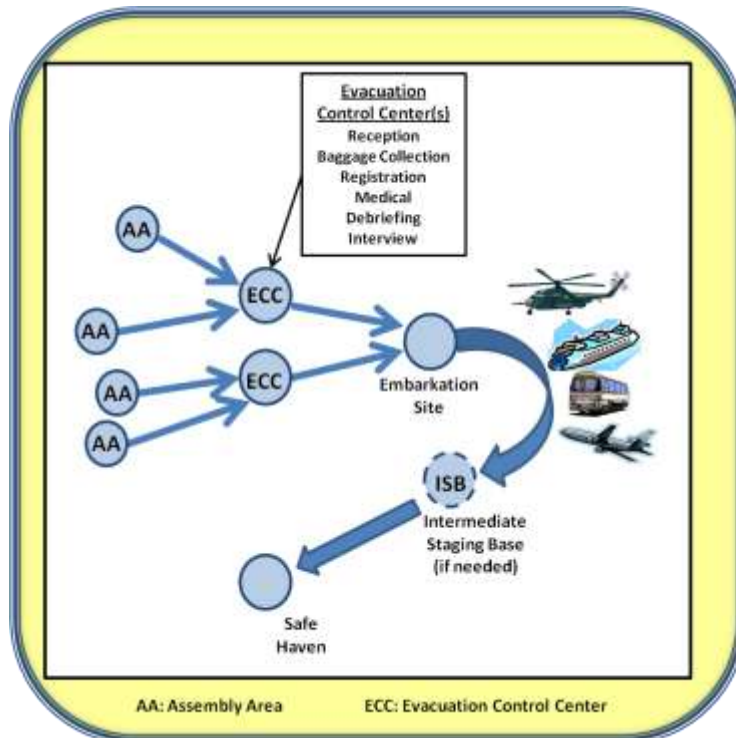 Evacuation
Control Center(s)
Reception
Baggage Collection
Registration
Medical
Debriefing
Interview
AA
ECC
AA
AA
ECC
AA
Embarkation
Site
ISB
Intermediate
Staging Base
(if needed)
Safe
Haven
AA: Assembly Area ECC: Evacuation Control Center